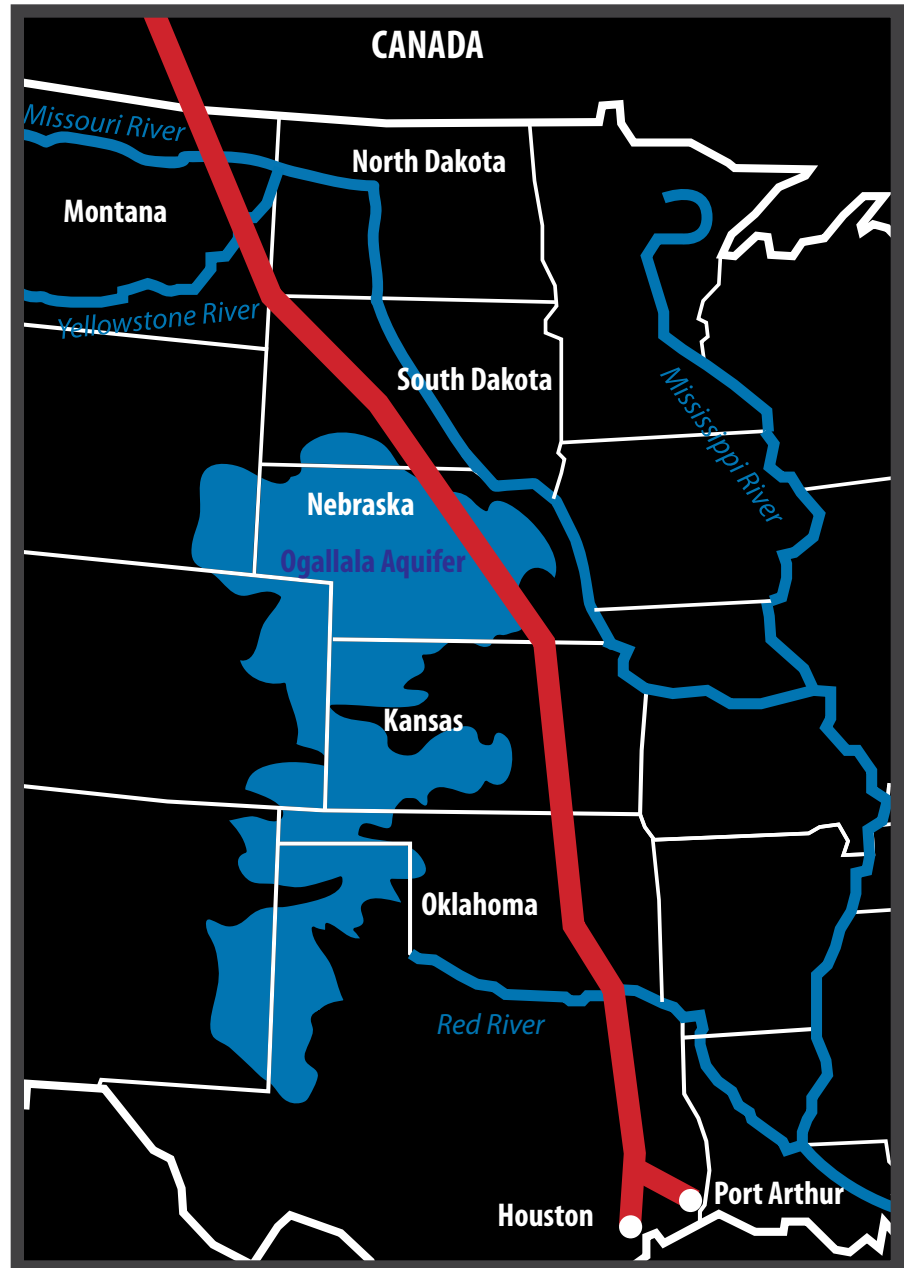 CANADA
Missouri River
North Dakota
Montana
Yellowstone River
South Dakota
Mississippi River
Nebraska
Ogallala Aquifer
Kansas
Oklahoma
Red River
Port Arthur
Houston